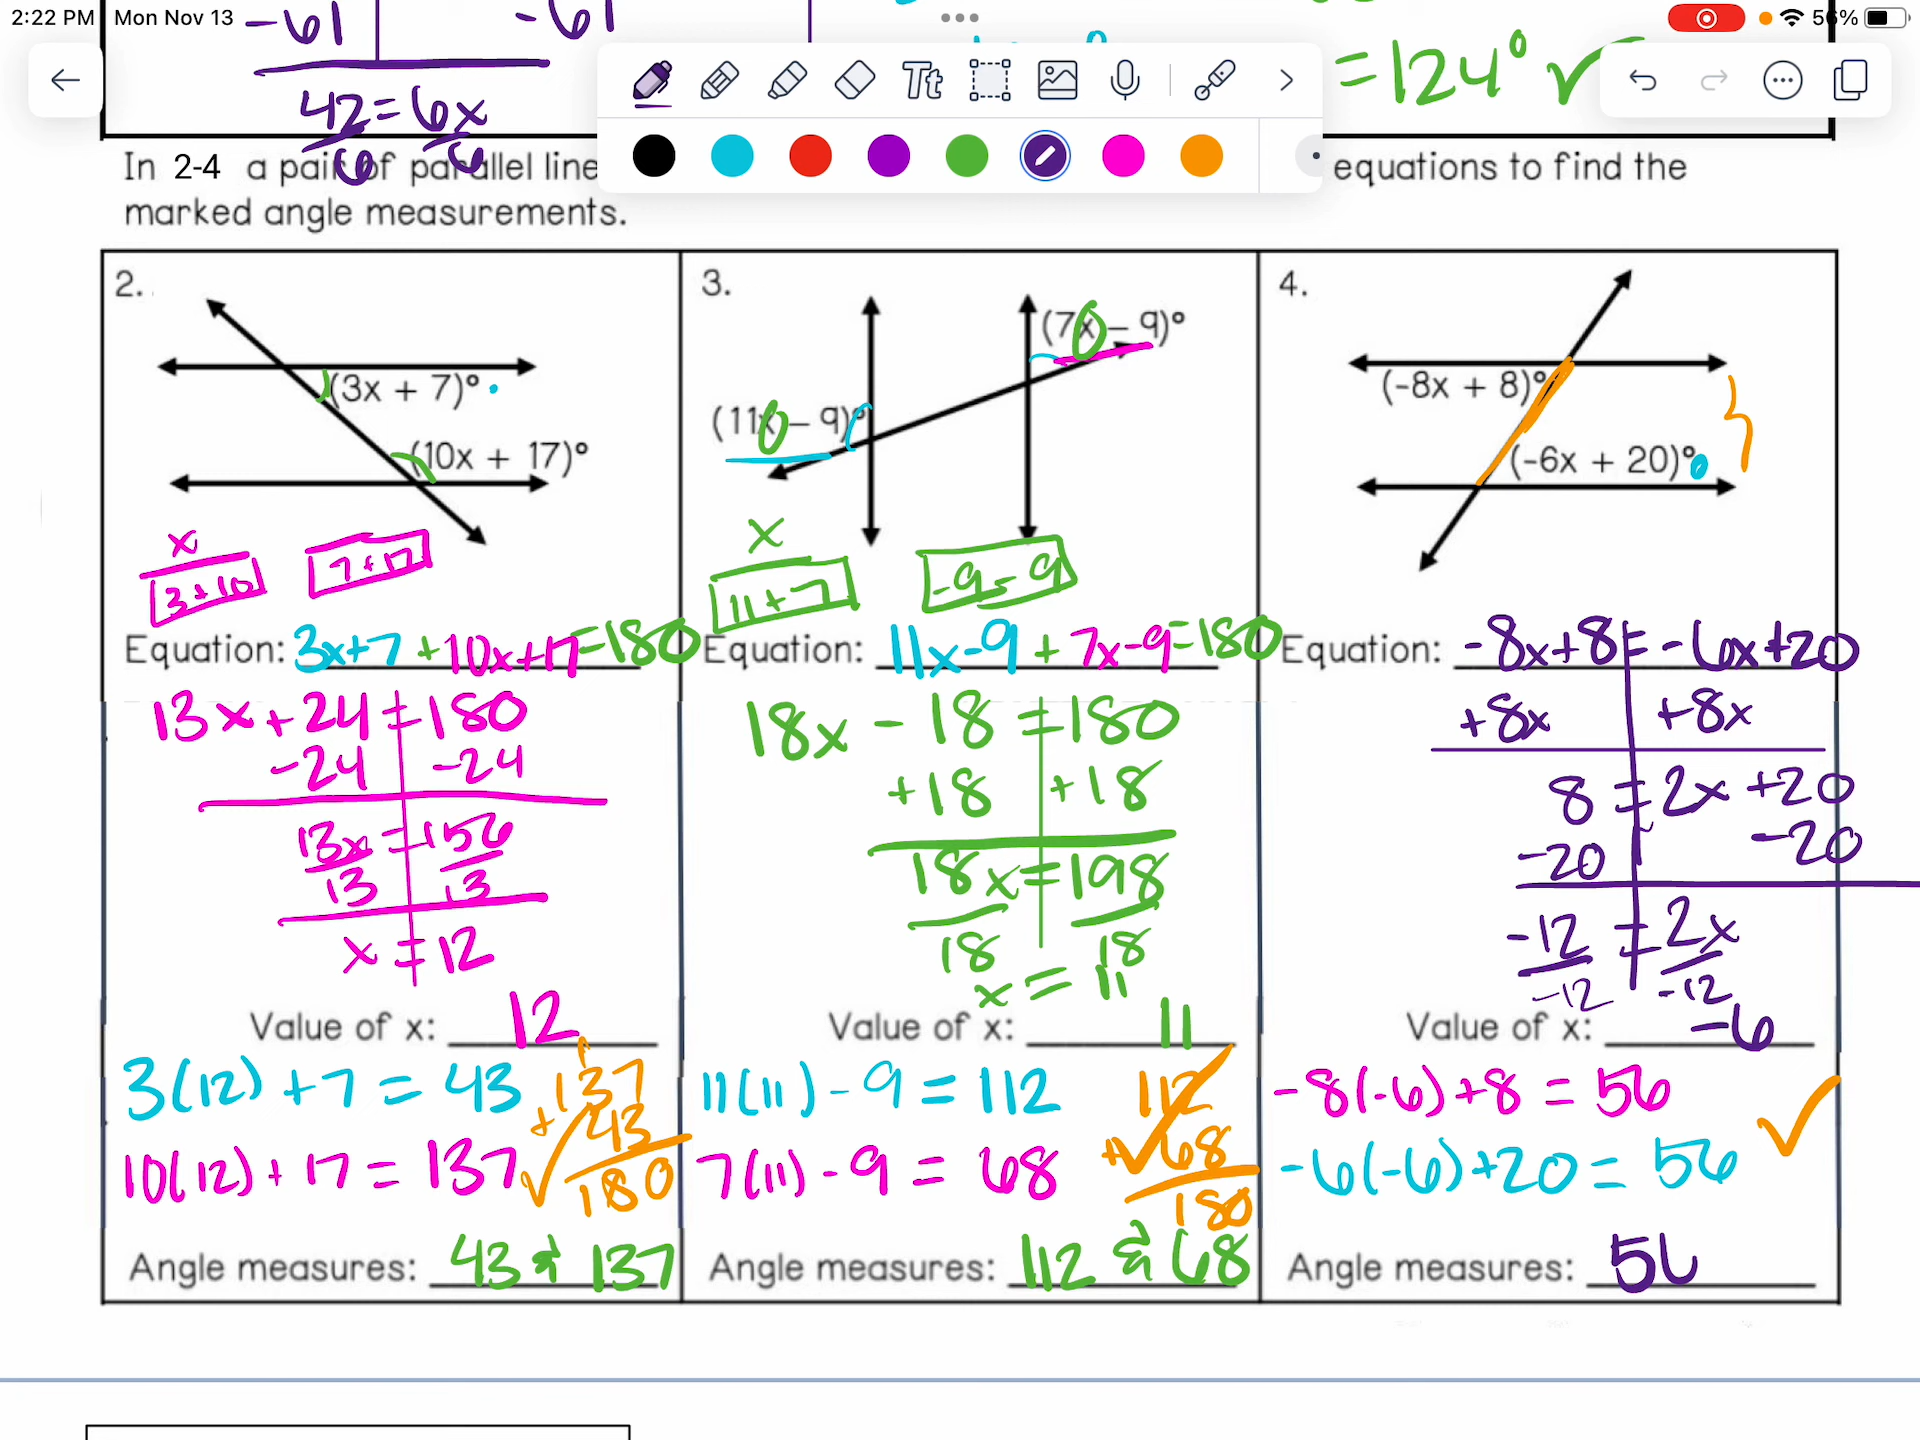 2:22 PM Mon Nov 13
56%
-61 -61
42 = 6x
6 6
= 124° ✓
Tt
In 2-4 a pair of parallel line
equations to find the
marked angle measurements.
2.
(3x + 7)°
(10x + 17)°
x
3+10 7+17
Equation: 3x+7 +10x+17=180
13x+24 = 180
-24 -24
13x = 156
13 13
x = 12
Value of x: 12
3(12) +7 = 43
10(12)+ 17 = 137
1
137
+ 43
180
✓
Angle measures: 43 & 137
3.
(7x – 9)°
(11x – 9)°
x
11+7 -9-9
Equation: 11x-9 + 7x-9=180
18x - 18 = 180
+18 +18
18x = 198
18 18
x = 11
Value of x: 11
11(11) - 9 = 112
7(11) - 9 = 68
112
+ 68
180
✓
Angle measures: 112 & 68
4.
(-8x + 8)°
(-6x + 20)°
Equation: -8x+8 = -6x+20
+8x +8x
8 = 2x +20
-20 -20
-12 = 2x
-12 -12
Value of x: -6
-8(-6)+8 = 56
-6(-6)+20 = 56
✓
Angle measures: 56